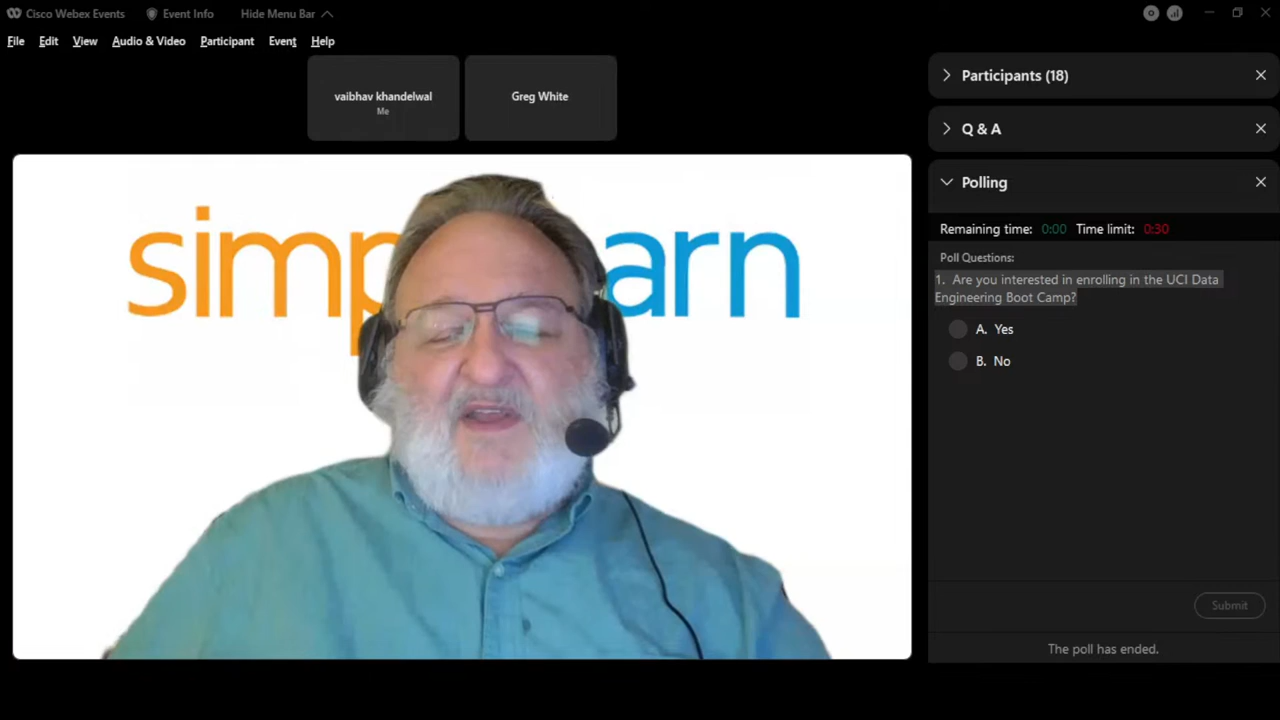 Cisco Webex Events
Event Info
Hide Menu Bar
File Edit View Audio & Video Participant Event Help
vaibhav khandelwal
Me
Greg White
Participants (18)
Q & A
Polling
Remaining time: 0:00 Time limit: 0:30
Poll Questions:
1. Are you interested in enrolling in the UCI Data
Engineering Boot Camp?
A. Yes
B. No
Submit
The poll has ended.
simp arn